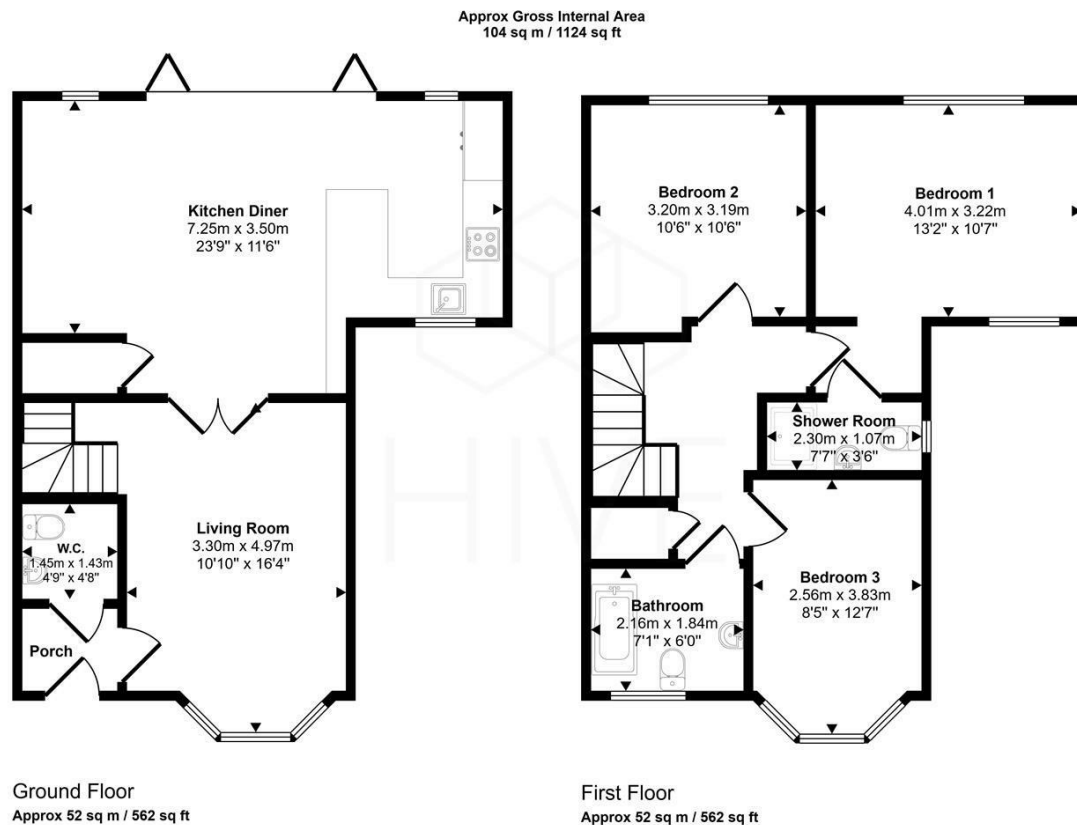 Approx Gross Internal Area
104 sq m / 1124 sq ft
Kitchen Diner
7.25m x 3.50m
23'9" x 11'6"
Living Room
3.30m x 4.97m
10'10" x 16'4"
W.C.
1.45m x 1.43m
4'9" x 4'8"
Porch
Ground Floor
Approx 52 sq m / 562 sq ft
Bedroom 2
3.20m x 3.19m
10'6" x 10'6"
Bedroom 1
4.01m x 3.22m
13'2" x 10'7"
Shower Room
2.30m x 1.07m
7'7" x 3'6"
Bedroom 3
2.56m x 3.83m
8'5" x 12'7"
Bathroom
2.16m x 1.84m
7'1" x 6'0"
First Floor
Approx 52 sq m / 562 sq ft
HIVE